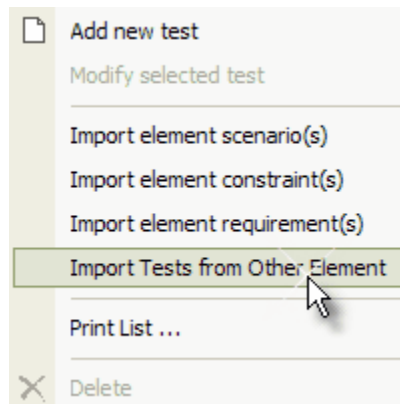 Add new test
Modify selected test
Import element scenario(s)
Import element constraint(s)
Import element requirement(s)
Import Tests from Other Element
Print List ...
Delete